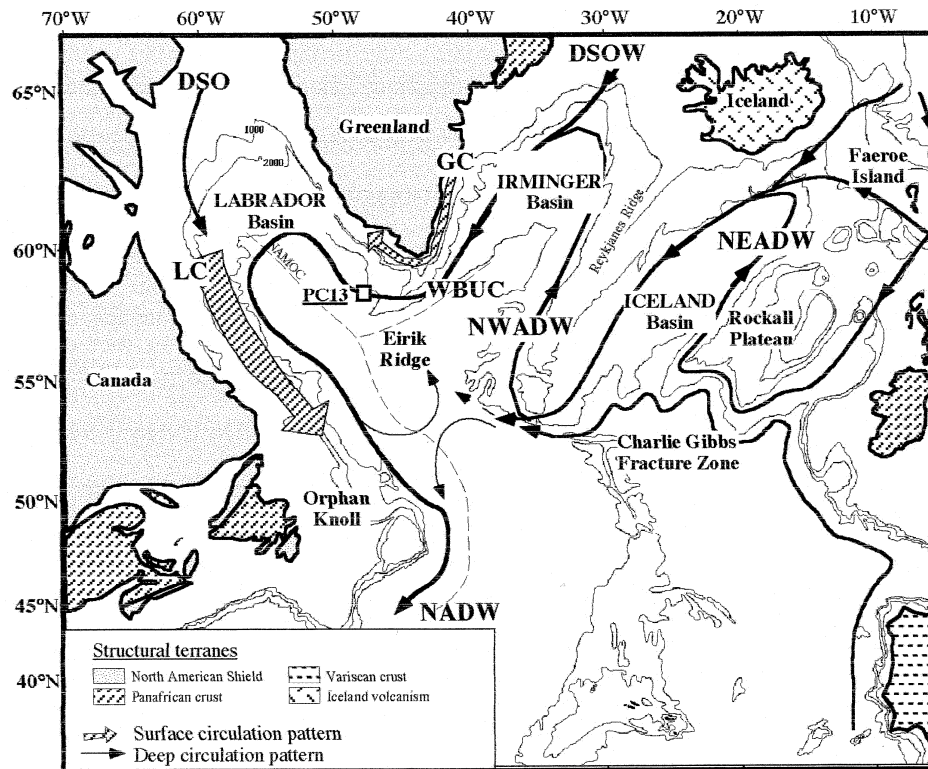 70°W 60°W 50°W 40°W 30°W 20°W 10°W
65°N
60°N
55°N
50°N
45°N
40°N
DSO
DSOW
Iceland
Greenland
1000
2000
GC
Faeroe
Island
LABRADOR
Basin
IRMINGER
Basin
Reykjanes Ridge
NEADW
NAMOC
LC
PC13
WBUC
ICELAND
Basin
Rockall
Plateau
NWADW
Eirik
Ridge
Canada
Charlie Gibbs
Fracture Zone
Orphan
Knoll
NADW
Structural terranes
North American Shield
Variscan crust
Panafrican crust
Iceland volcanism
Surface circulation pattern
Deep circulation pattern